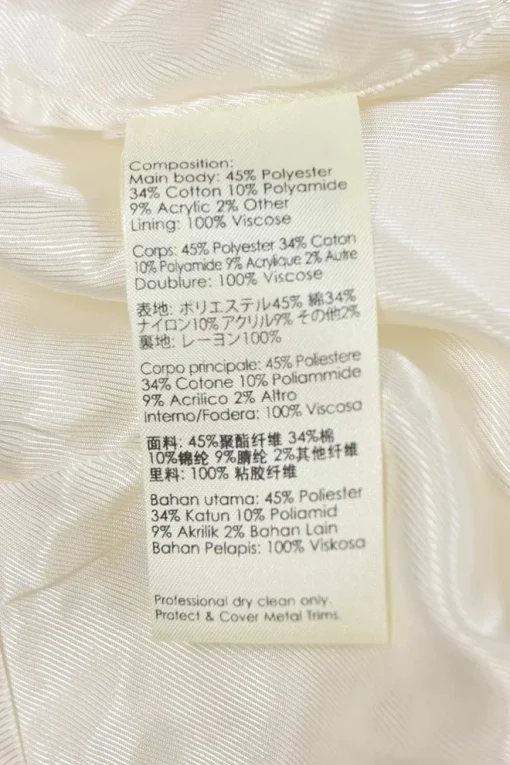 Composition:
Main body: 45% Polyester
34% Cotton 10% Polyamide
9% Acrylic 2% Other
Lining: 100% Viscose
Corps: 45% Polyester 34% Coton
10% Polyamide 9% Acrylique 2% Autre
Doublure: 100% Viscose
表地: ポリエステル45% 綿34%
ナイロン10% アクリル9% その他2%
裏地: レーヨン100%
Corpo principale: 45% Poliestere
34% Cotone 10% Poliammide
9% Acrilico 2% Altro
Interno/Fodera: 100% Viscosa
面料: 45%聚酯纤维 34%棉
10%锦纶 9%腈纶 2%其他纤维
里料: 100% 粘胶纤维
Bahan utama: 45% Poliester
34% Katun 10% Poliamid
9% Akrilik 2% Bahan Lain
Bahan Pelapis: 100% Viskosa
Professional dry clean only.
Protect & Cover Metal Trims.